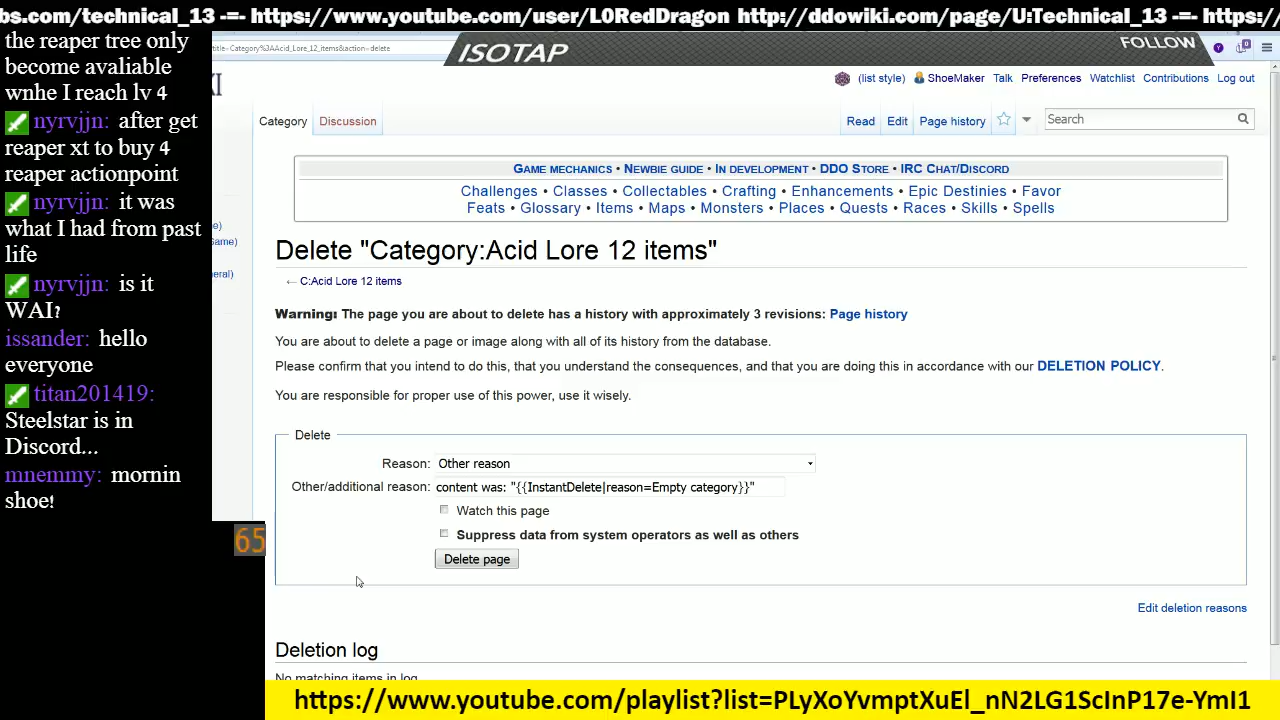 bs.com/technical_13 -=- https://www.youtube.com/user/L0RedDragon http://ddowiki.com/page/U:Technical_13 -=- https:/
the reaper tree only
become avaliable
wnhe I reach lv 4
nyrvjjn: after get
reaper xt to buy 4
reaper actionpoint
nyrvjjn: it was
what I had from past
life
nyrvjjn: is it
WAI?
issander: hello
everyone
titan201419:
Steelstar is in
Discord...
mnemmy: mornin
shoe!
65
title=Category%3AAcid_Lore_12_items&action=delete
ISOTAP
FOLLOW
(list style) ShoeMaker Talk Preferences Watchlist Contributions Log out
Category Discussion Read Edit Page history Search
GAME MECHANICS • NEWBIE GUIDE • IN DEVELOPMENT • DDO STORE • IRC CHAT/DISCORD
Challenges • Classes • Collectables • Crafting • Enhancements • Epic Destinies • Favor
Feats • Glossary • Items • Maps • Monsters • Places • Quests • Races • Skills • Spells
Delete "Category:Acid Lore 12 items"
← C:Acid Lore 12 items
Warning: The page you are about to delete has a history with approximately 3 revisions: Page history
You are about to delete a page or image along with all of its history from the database.
Please confirm that you intend to do this, that you understand the consequences, and that you are doing this in accordance with our DELETION POLICY.
You are responsible for proper use of this power, use it wisely.
Delete
Reason: Other reason
Other/additional reason: content was: "{{InstantDelete|reason=Empty category}}"
Watch this page
Suppress data from system operators as well as others
Delete page
Edit deletion reasons
Deletion log
No matching items in log.
https://www.youtube.com/playlist?list=PLyXoYvmptXuEl_nN2LG1ScInP17e-YmI1